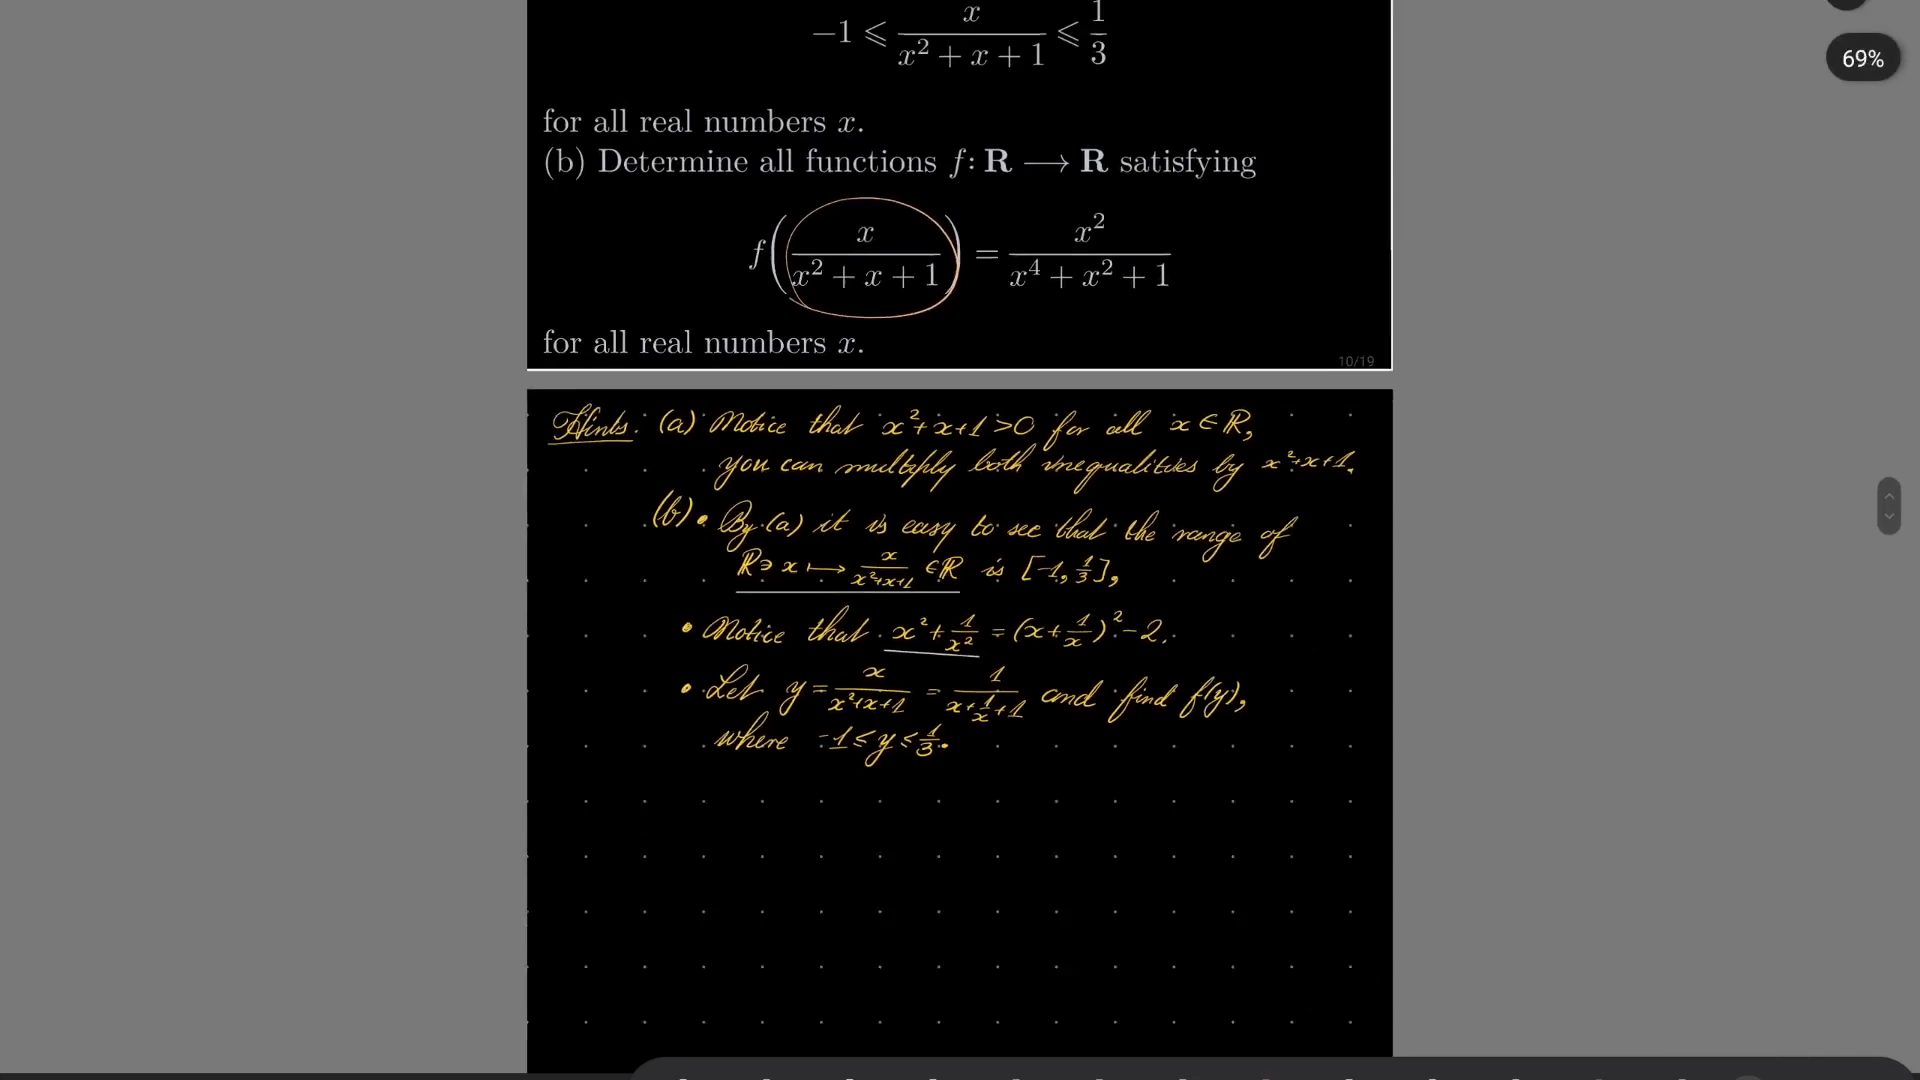 69%
−1 ⩽ x/(x² + x + 1) ⩽ 1/3
for all real numbers x.
(b) Determine all functions f: R ⟶ R satisfying
f(x/(x² + x + 1)) = x²/(x⁴ + x² + 1)
for all real numbers x.
10/19
Hints: (a) Notice that x²+x+1>0 for all x∈ℝ,
you can multiply both inequalities by x²+x+1.
(b) • By (a) it is easy to see that the range of
ℝ∋x ⟼ x/(x²+x+1) ∈ℝ is [-1, 1/3],
• Notice that x²+1/x² = (x+1/x)²-2.
• Let y = x/(x²+x+1) = 1/(x+1/x+1) and find f(y),
where -1≤y≤1/3.